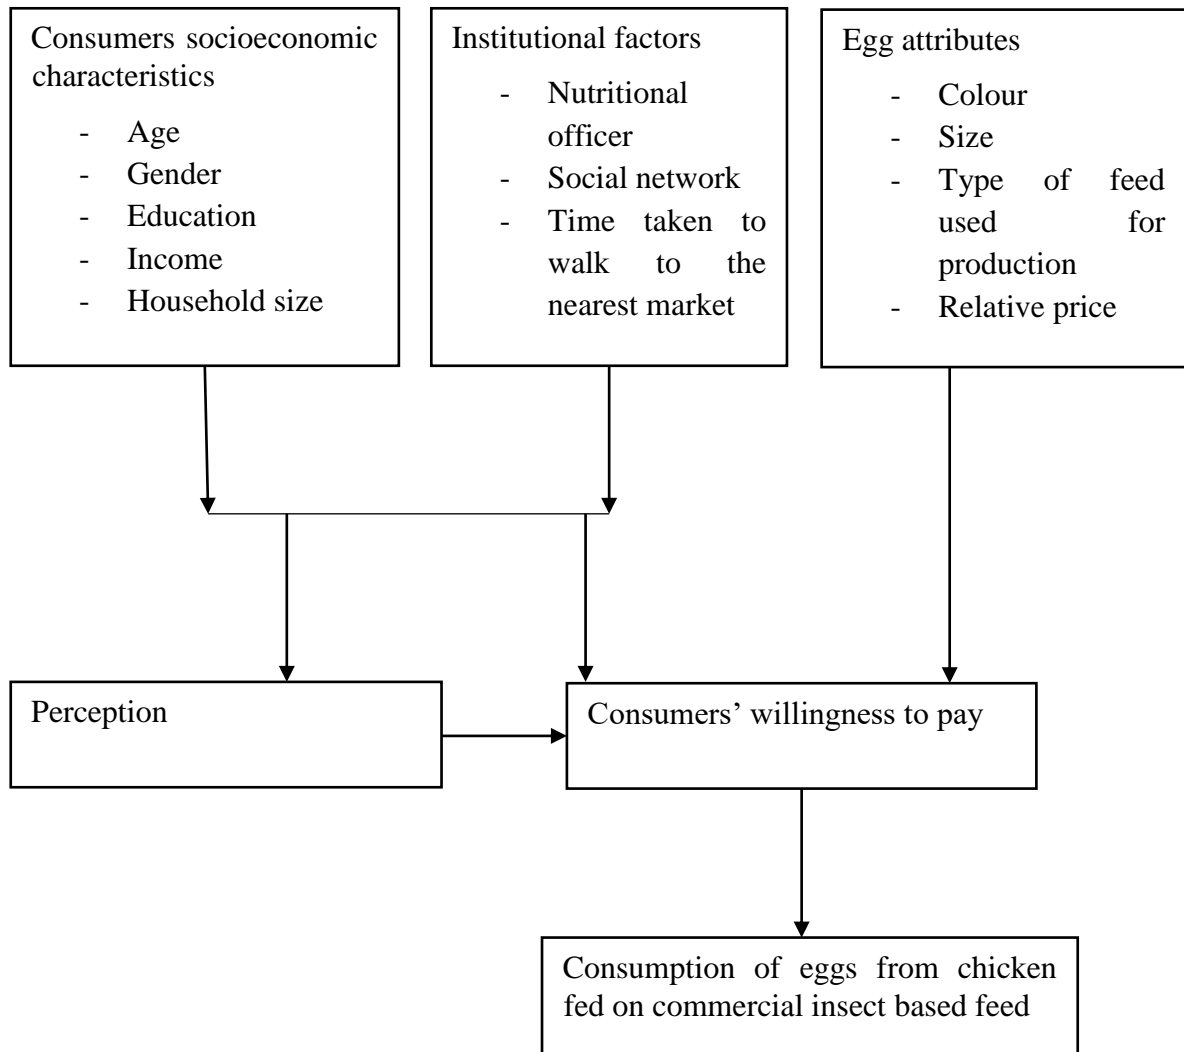 Consumers socioeconomic
characteristics
- Age
- Gender
- Education
- Income
- Household size
Institutional factors
- Nutritional
officer
- Social network
- Time taken to
walk to the
nearest market
Egg attributes
- Colour
- Size
- Type of feed
used for
production
- Relative price
Perception
Consumers’ willingness to pay
Consumption of eggs from chicken
fed on commercial insect based feed